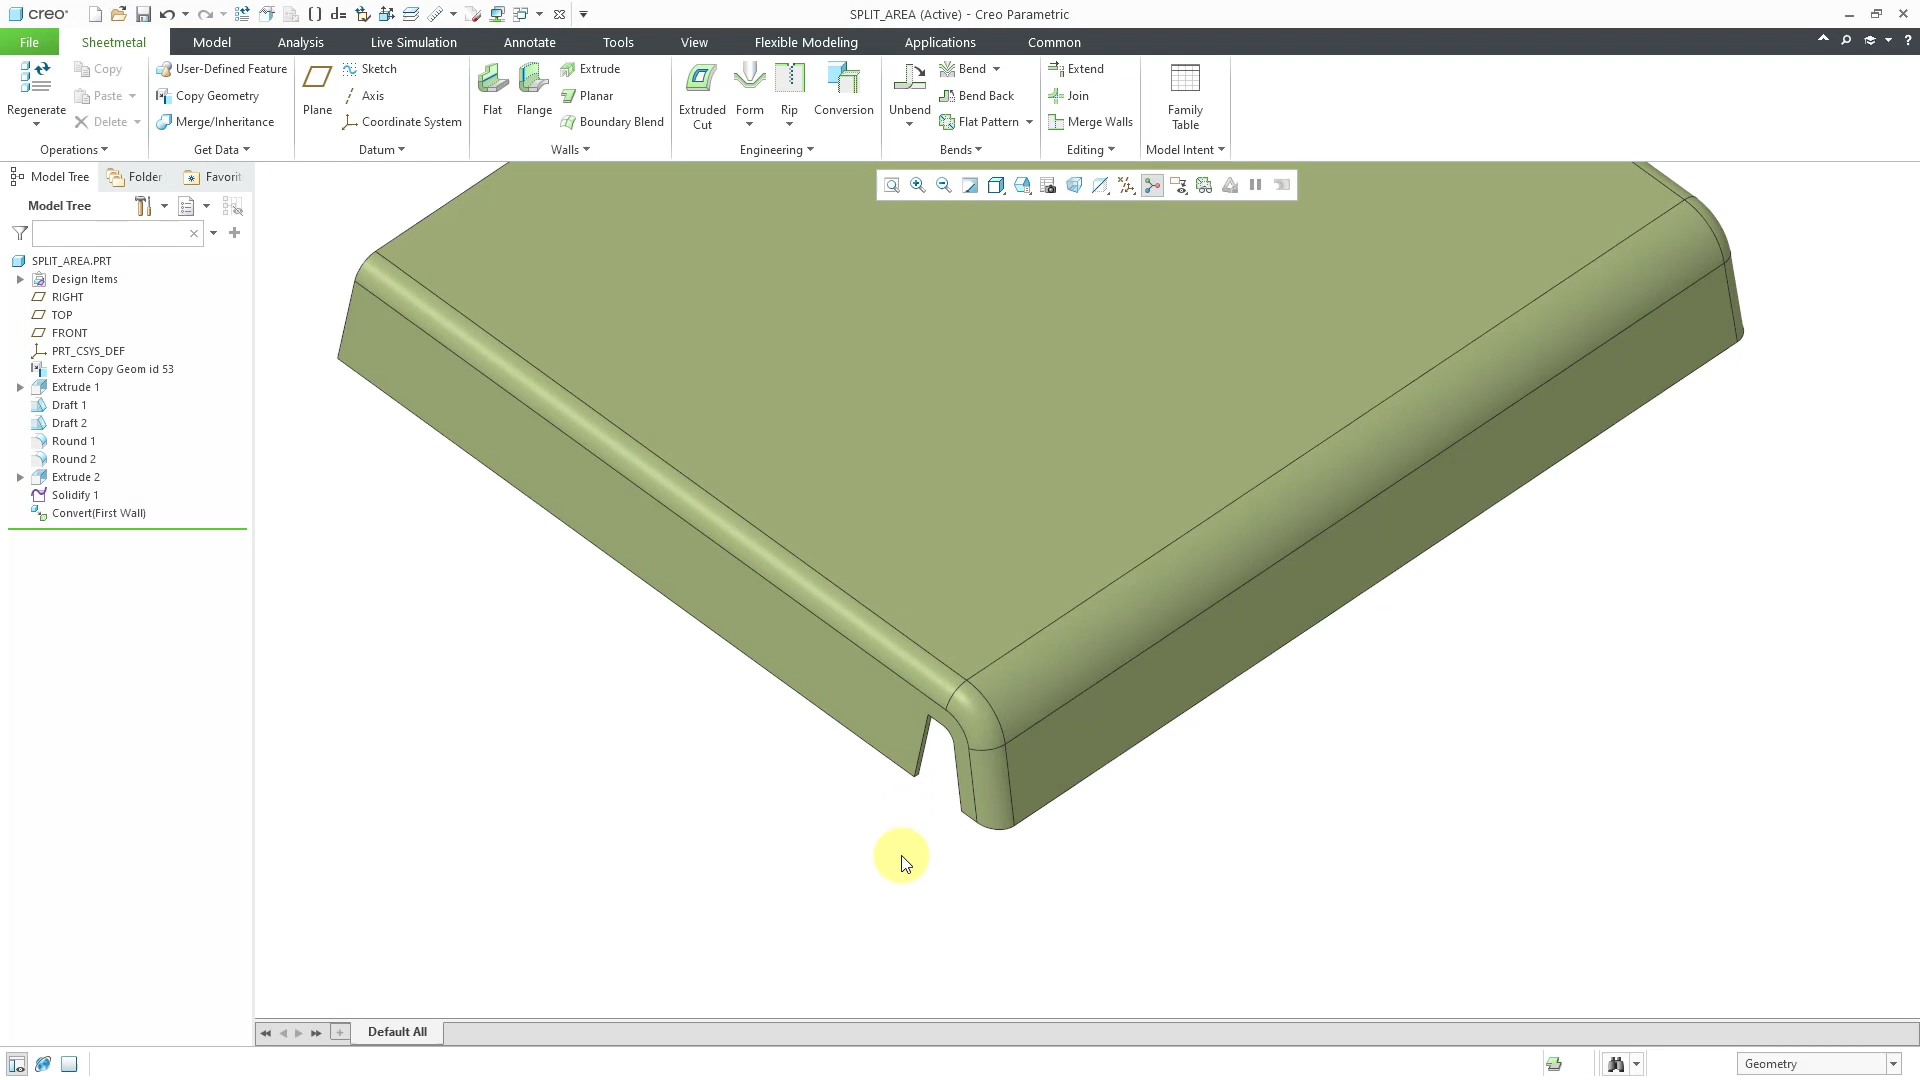 creo
SPLIT_AREA (Active) - Creo Parametric
File Sheetmetal Model Analysis Live Simulation Annotate Tools View Flexible Modeling Applications Common
Regenerate
Copy
Paste
Delete
Operations
User-Defined Feature
Copy Geometry
Merge/Inheritance
Get Data
Plane
Sketch
Axis
Coordinate System
Datum
Flat
Flange
Extrude
Planar
Boundary Blend
Walls
Extruded
Cut
Form
Rip
Conversion
Engineering
Unbend
Bend
Bend Back
Flat Pattern
Bends
Extend
Join
Merge Walls
Editing
Family
Table
Model Intent
Model Tree Folder Favorit
Model Tree
SPLIT_AREA.PRT
Design Items
RIGHT
TOP
FRONT
PRT_CSYS_DEF
Extern Copy Geom id 53
Extrude 1
Draft 1
Draft 2
Round 1
Round 2
Extrude 2
Solidify 1
Convert(First Wall)
Default All
Geometry